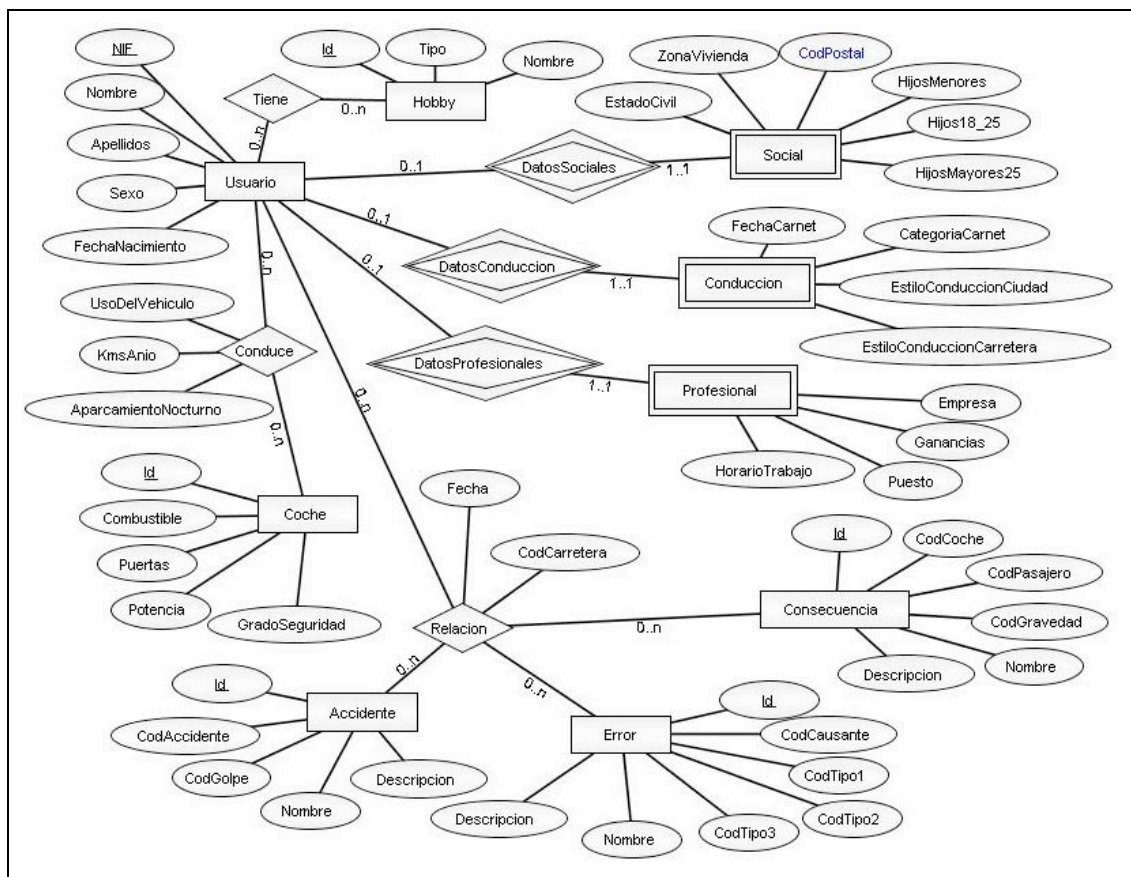 NIF
Nombre
Apellidos
Sexo
FechaNacimiento
Usuario
Tiene
0..n
0..n
Id
Tipo
Nombre
Hobby
0..1
DatosSociales
1..1
ZonaVivienda
CodPostal
EstadoCivil
HijosMenores
Hijos18_25
HijosMayores25
Social
0..1
DatosConduccion
1..1
FechaCarnet
CategoriaCarnet
EstiloConduccionCiudad
EstiloConduccionCarretera
Conduccion
0..1
DatosProfesionales
1..1
Profesional
Empresa
Ganancias
Puesto
HorarioTrabajo
0..n
UsoDelVehiculo
KmsAnio
AparcamientoNocturno
Conduce
0..n
Id
Combustible
Puertas
Potencia
GradoSeguridad
Coche
0..n
Fecha
CodCarretera
Relacion
0..n
Id
CodCoche
CodPasajero
CodGravedad
Nombre
Descripcion
Consecuencia
0..n
Id
CodAccidente
CodGolpe
Nombre
Descripcion
Accidente
0..n
Error
Id
CodCausante
CodTipo1
CodTipo2
CodTipo3
Nombre
Descripcion